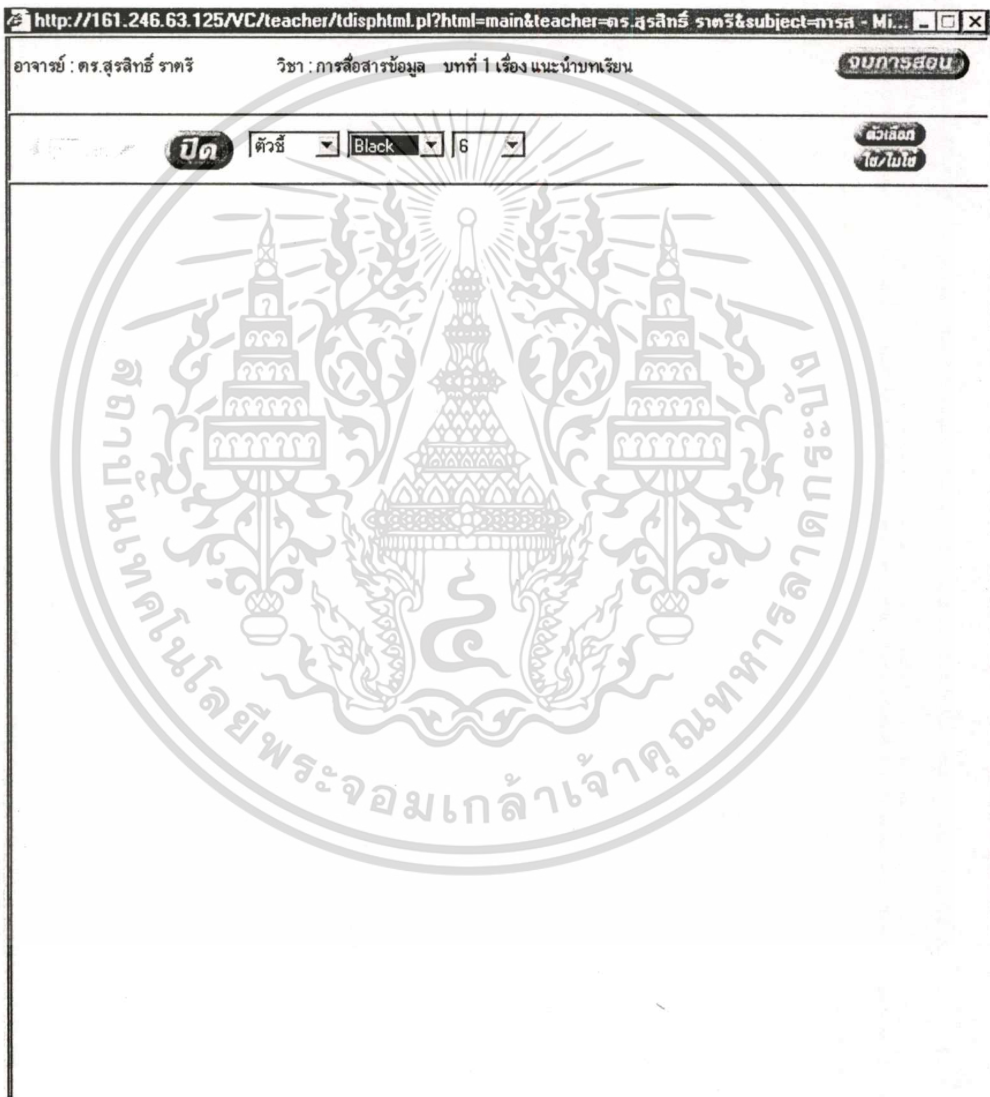 http://161.246.63.125/VC/teacher/tdisphtml.pl?html=main&teacher=ดร.สุรสิทธิ์ ราตรี&subject=การส - Mi...
อาจารย์ : ดร.สุรสิทธิ์ ราตรี วิชา : การสื่อสารข้อมูล บทที่ 1 เรื่อง แนะนำบทเรียน จบการสอน
ปิด ตัวชี้ Black 6 ตัวเลือก
โช/ไม่โช
สถาบันเทคโนโลยีพระจอมเกล้าเจ้าคุณทหารลาดกระบัง